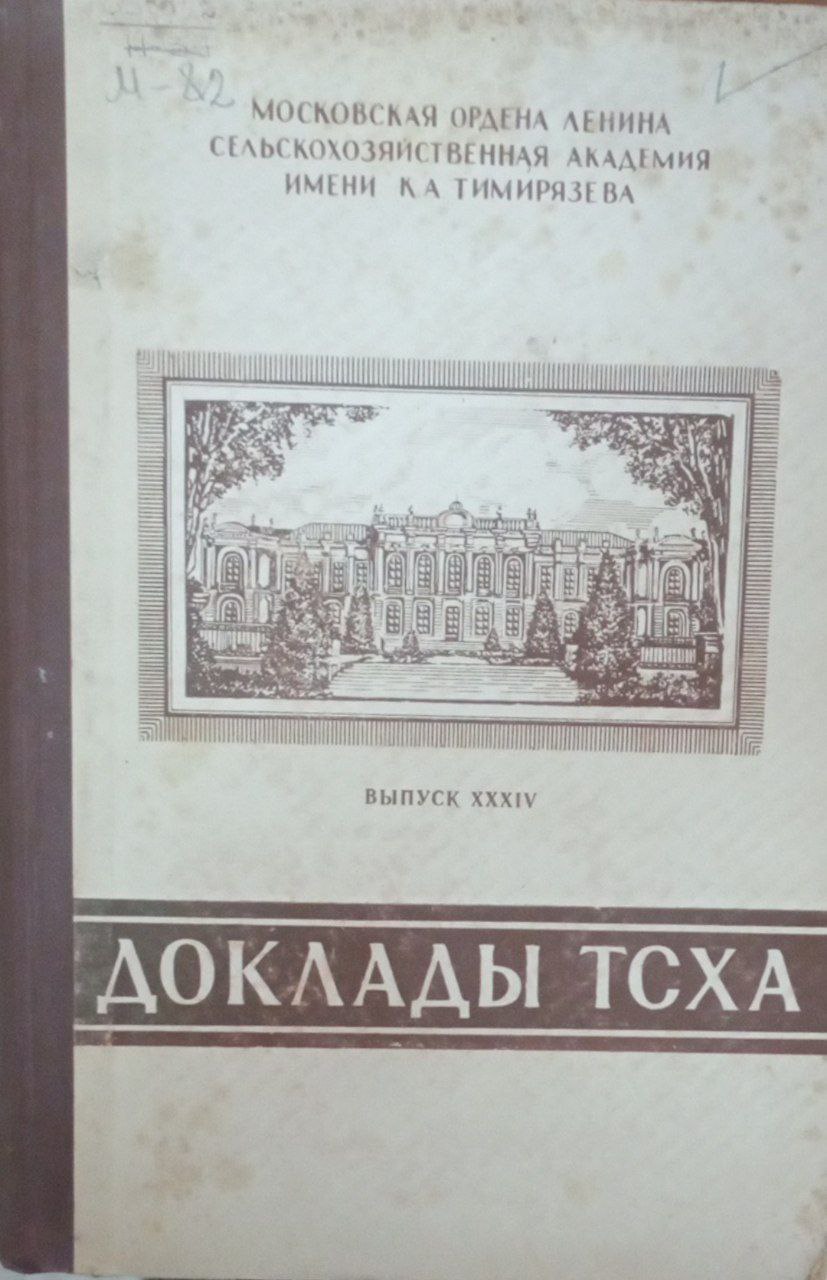 М-82
МОСКОВСКАЯ ОРДЕНА ЛЕНИНА
СЕЛЬСКОХОЗЯЙСТВЕННАЯ АКАДЕМИЯ
ИМЕНИ К А ТИМИРЯЗЕВА
ВЫПУСК XXXIV
ДОКЛАДЫ ТСХА